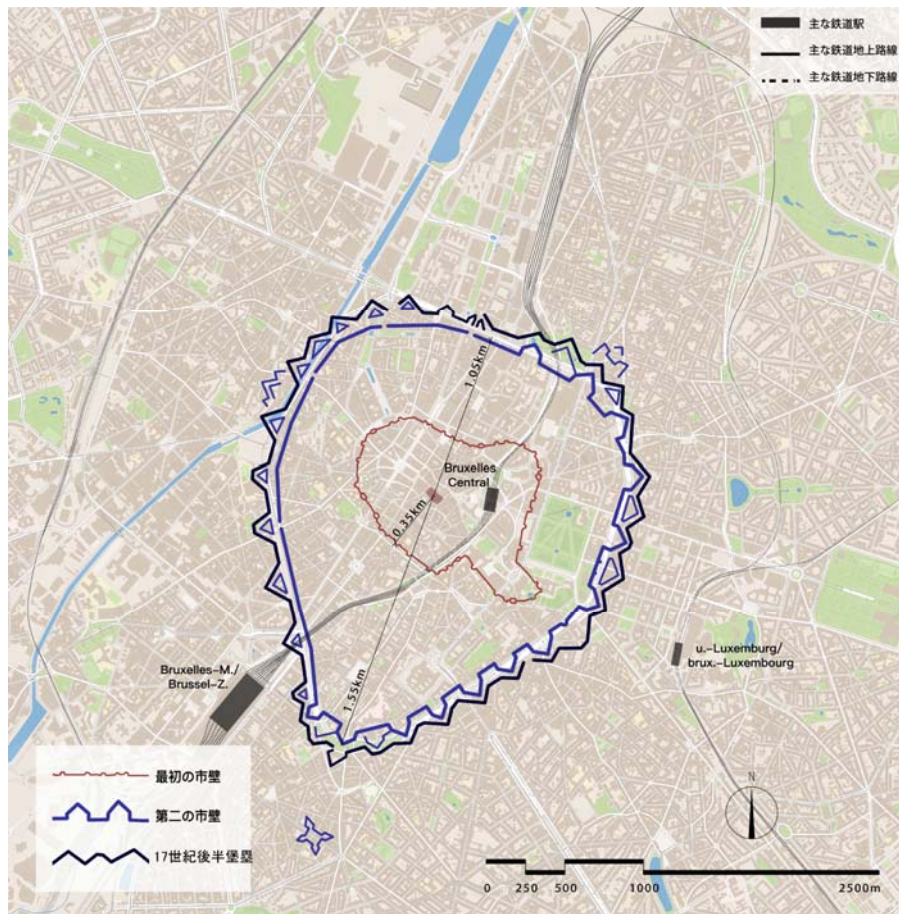 主な鉄道駅
主な鉄道地上路線
主な鉄道地下路線
1.05km
Bruxelles
Central
0.35km
1.55km
Bruxelles-M./
Brussel-Z.
u.-Luxemburg/
brux.-Luxembourg
最初の市壁
第二の市壁
17世紀後半堡塁
N
0 250 500 1000 2500m